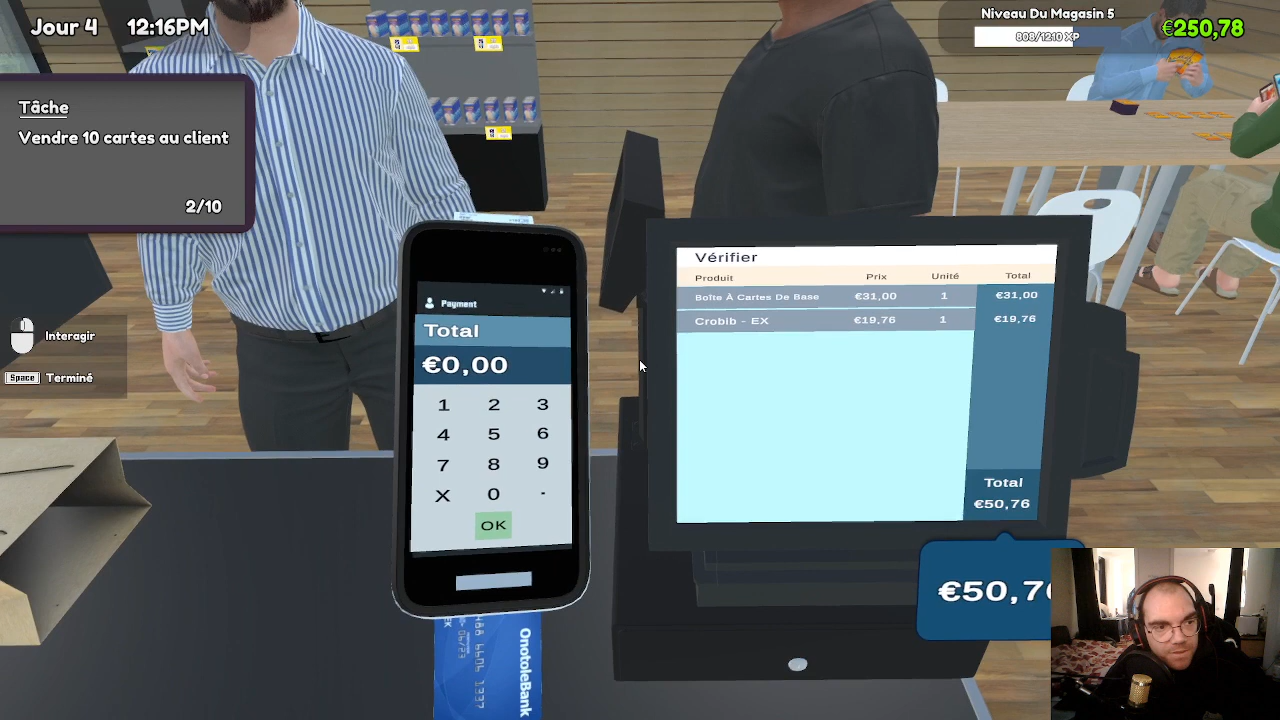 Jour 4 12:16PM
Niveau Du Magasin 5
808/1210 XP
€250,78
Tâche
Vendre 10 cartes au client
2/10
Interagir
Space Terminé
Payment
Total
€0,00
1 2 3
4 5 6
7 8 9
X 0 .
OK
Vérifier
Produit Prix Unité Total
Boîte À Cartes De Base €31,00 1 €31,00
Crobib - EX €19,76 1 €19,76
Total
€50,76
€50,76
OnotoleBank